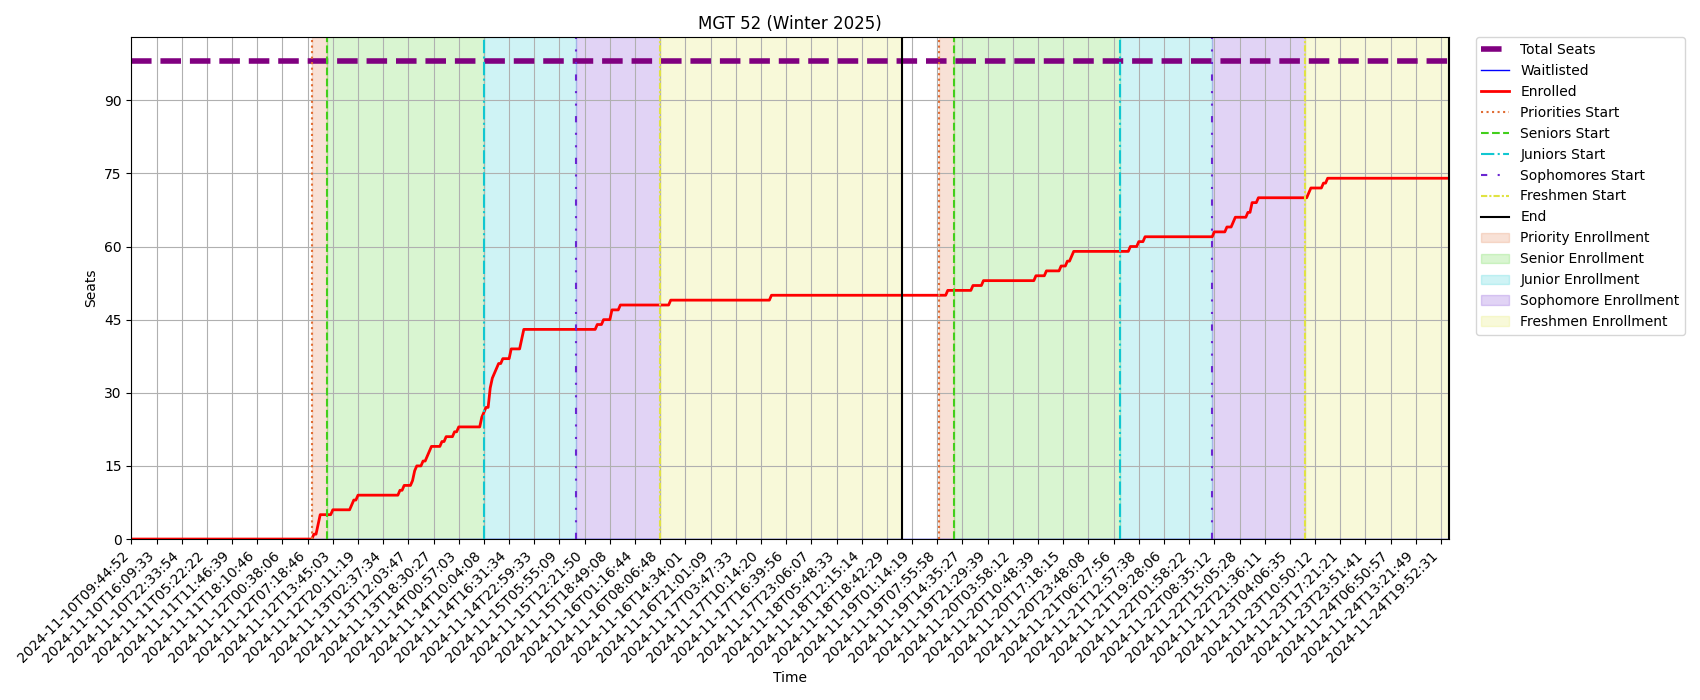 MGT 52 (Winter 2025)
Total Seats
Waitlisted
Enrolled
Priorities Start
Seniors Start
Juniors Start
Sophomores Start
Freshmen Start
End
Priority Enrollment
Senior Enrollment
Junior Enrollment
Sophomore Enrollment
Freshmen Enrollment
Seats
90
75
60
45
30
15
0
2024-11-10T09:44:52
2024-11-10T16:09:33
2024-11-10T22:33:54
2024-11-11T05:22:22
2024-11-11T11:46:39
2024-11-11T18:10:46
2024-11-12T00:38:06
2024-11-12T07:18:46
2024-11-12T13:45:03
2024-11-12T20:11:19
2024-11-13T02:37:34
2024-11-13T12:03:47
2024-11-13T18:30:27
2024-11-14T00:57:03
2024-11-14T10:04:08
2024-11-14T16:31:34
2024-11-14T22:59:33
2024-11-15T05:55:09
2024-11-15T12:21:50
2024-11-15T18:49:08
2024-11-16T01:16:44
2024-11-16T08:06:48
2024-11-16T14:34:01
2024-11-16T21:01:09
2024-11-17T03:47:33
2024-11-17T10:14:20
2024-11-17T16:39:56
2024-11-17T23:06:07
2024-11-18T05:48:33
2024-11-18T12:15:14
2024-11-18T18:42:29
2024-11-19T01:14:19
2024-11-19T07:55:58
2024-11-19T14:35:27
2024-11-19T21:29:39
2024-11-20T03:58:12
2024-11-20T10:48:39
2024-11-20T17:18:15
2024-11-20T23:48:08
2024-11-21T06:27:56
2024-11-21T12:57:38
2024-11-21T19:28:06
2024-11-22T01:58:22
2024-11-22T08:35:12
2024-11-22T15:05:28
2024-11-22T21:36:11
2024-11-23T04:06:35
2024-11-23T10:50:12
2024-11-23T17:21:21
2024-11-23T23:51:41
2024-11-24T06:50:57
2024-11-24T13:21:49
2024-11-24T19:52:31
Time